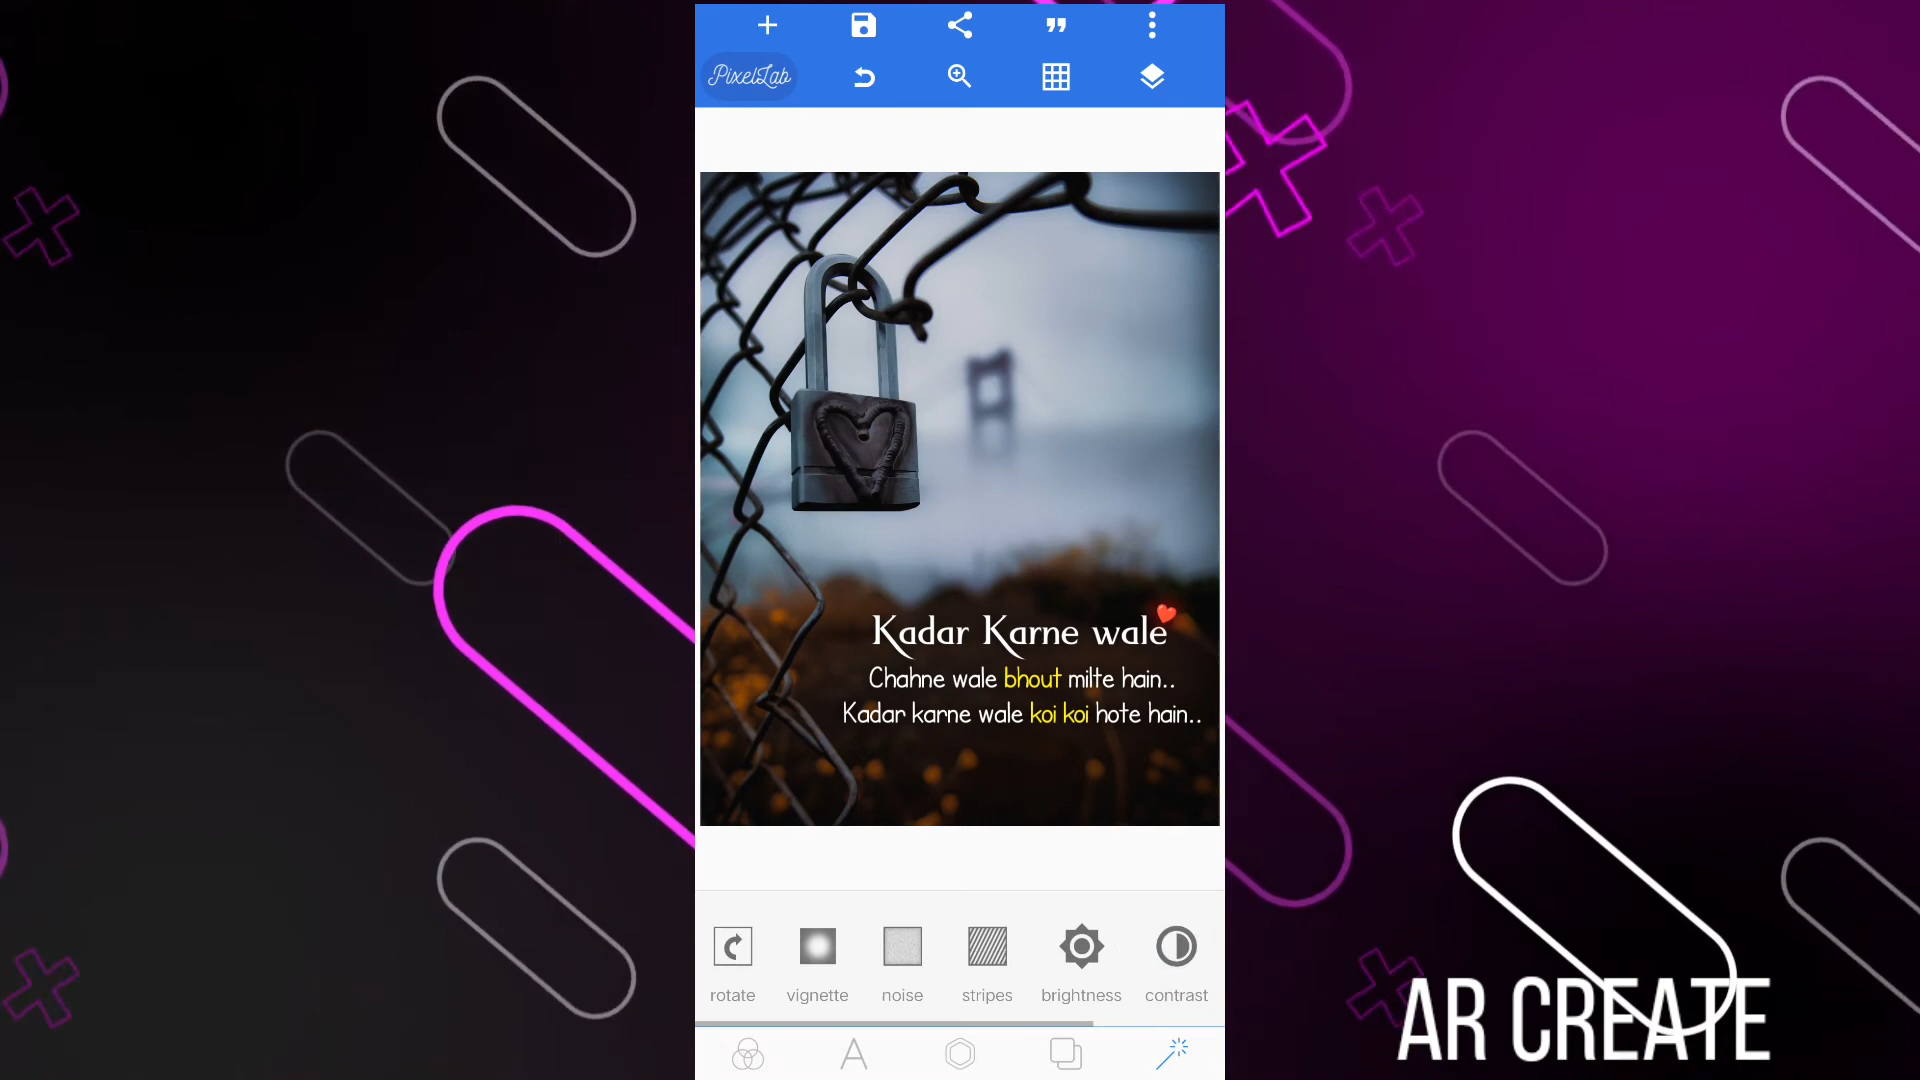 PixelLab
Kadar Karne wale
Chahne wale bhout milte hain..
Kadar karne wale koi koi hote hain..
rotate vignette noise stripes brightness contrast
AR CREATE